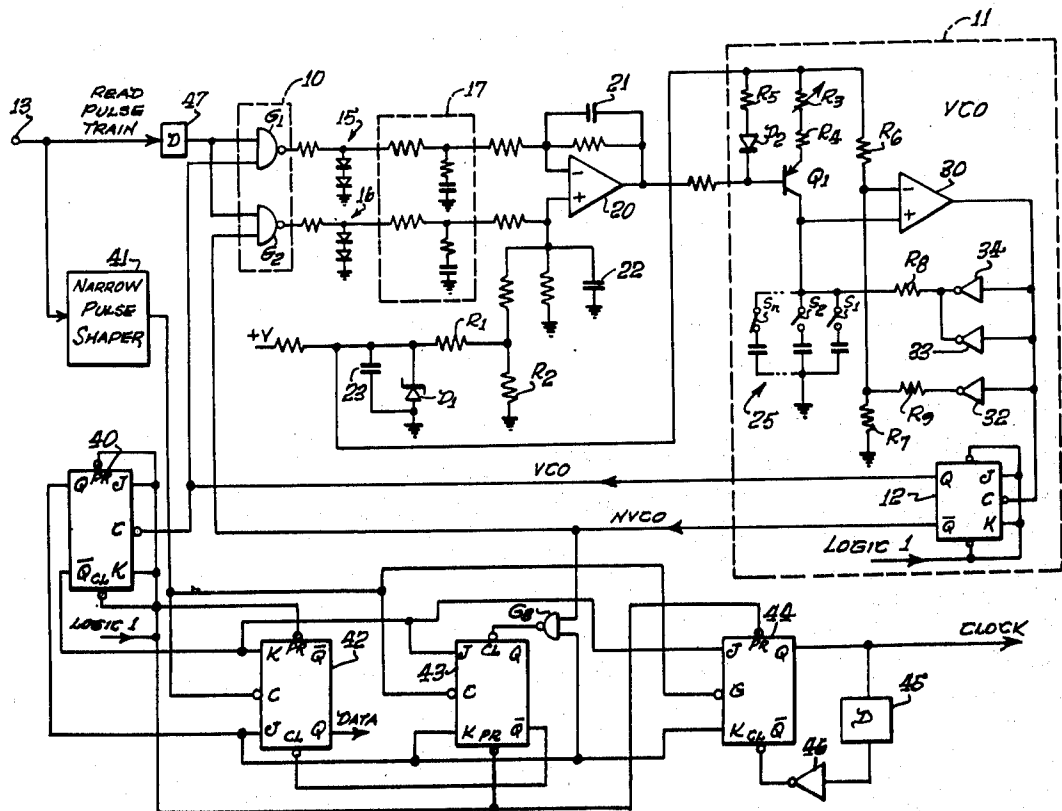 11
10
17
VCO
13
READ PULSE TRAIN
47
D
G1
15
21
R5
R3
D2
R4
R6
Q1
30
20
G2
16
22
41
NARROW PULSE SHAPER
+V
R1
23
D1
R2
Sn
S2
S1
25
R8
34
33
R9
32
R7
40
Q PR J
C
Q CL K
VCO
NVCO
12
Q J
C
Q K
LOGIC 1
LOGIC 1
K PR Q
42
C
J CL Q
DATA
G8
J CL Q
43
C
K PR Q
44
J PR Q
K CL Q
CLOCK
45
D
46